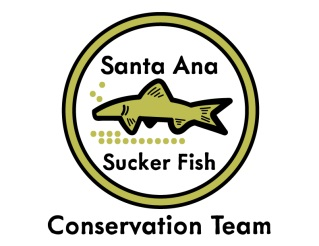 Santa Ana
Sucker Fish
Conservation Team